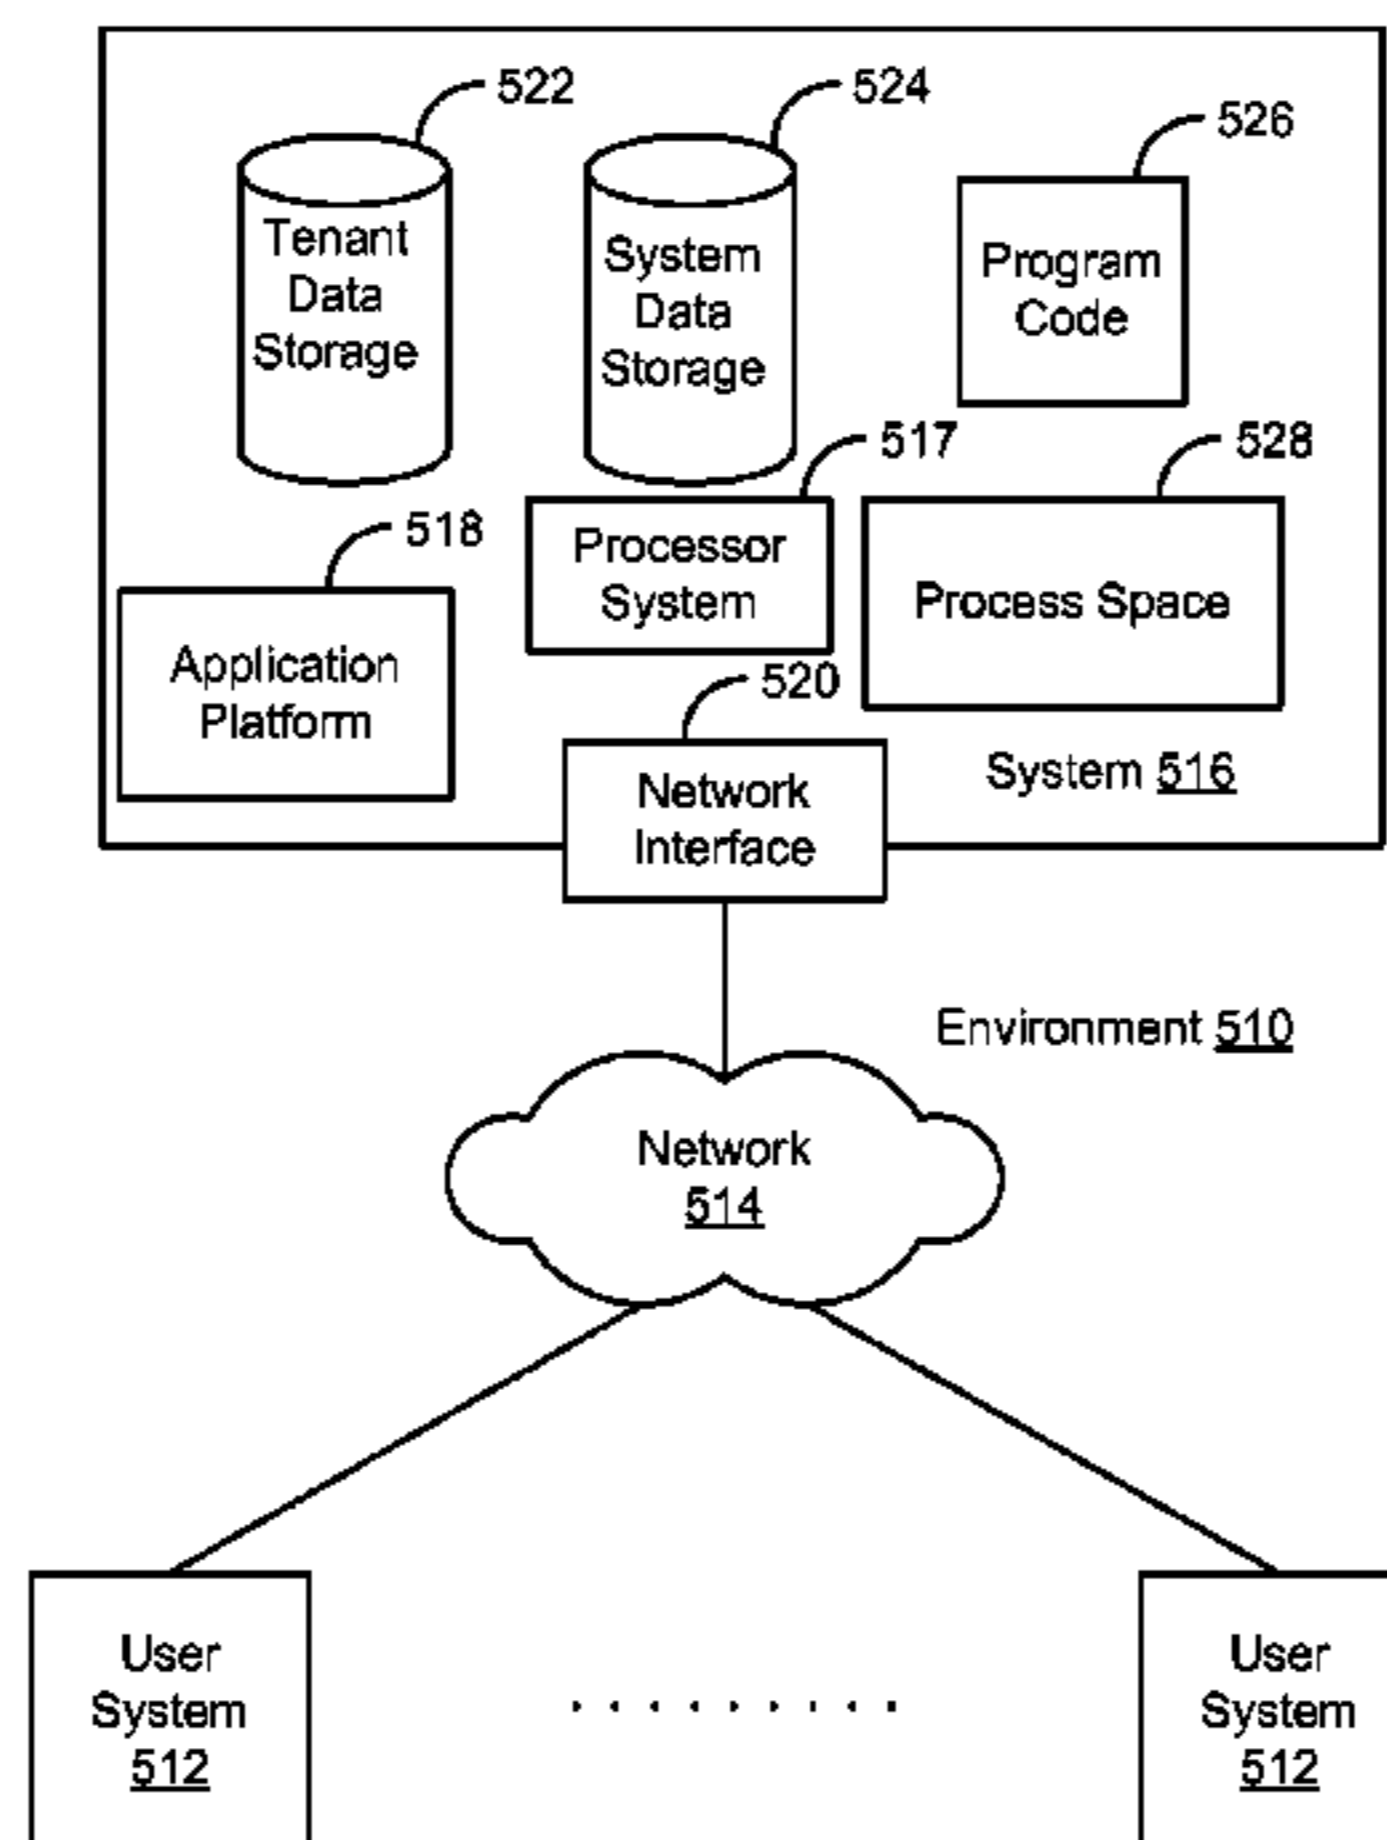 522
524
526
Tenant
Data
Storage
System
Data
Storage
Program
Code
517
528
518
Processor
System
Process Space
Application
Platform
520
Network
Interface
System 516
Environment 510
Network
514
User
System
512
.........
User
System
512